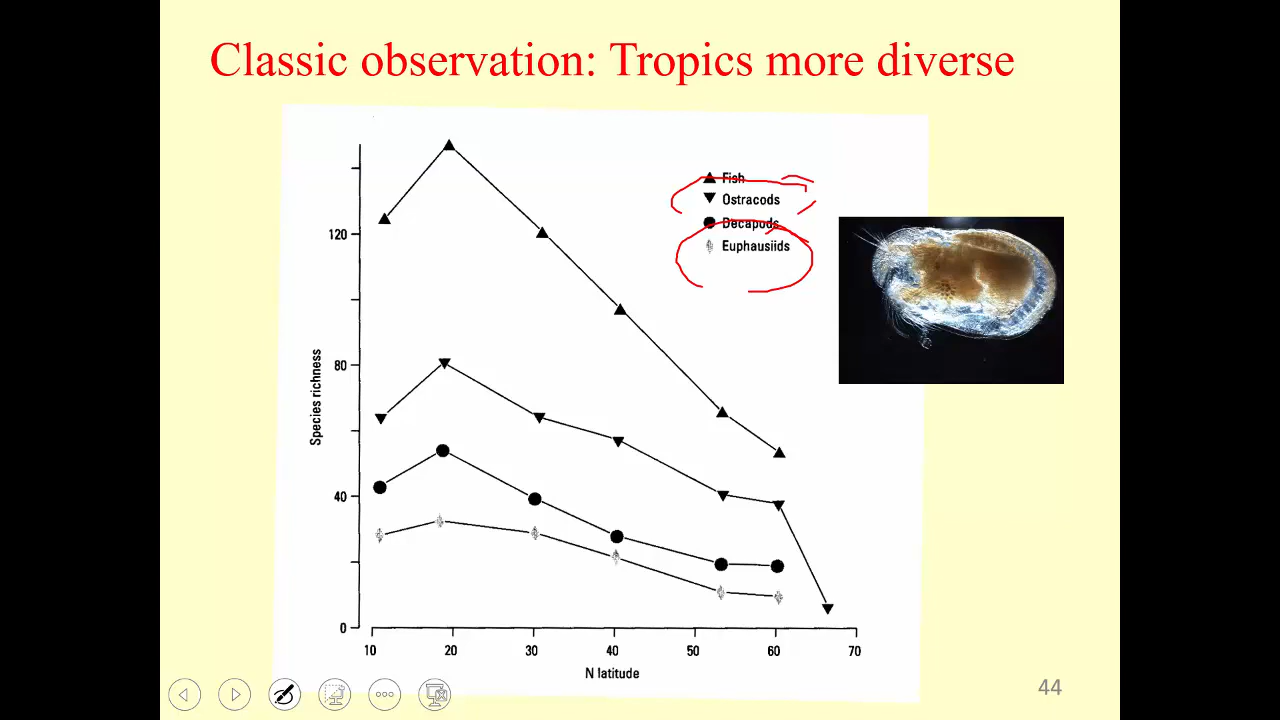 Classic observation: Tropics more diverse
Fish
Ostracods
Decapods
Euphausiids
120
80
40
0
Species richness
10 20 30 40 50 60 70
N latitude
44